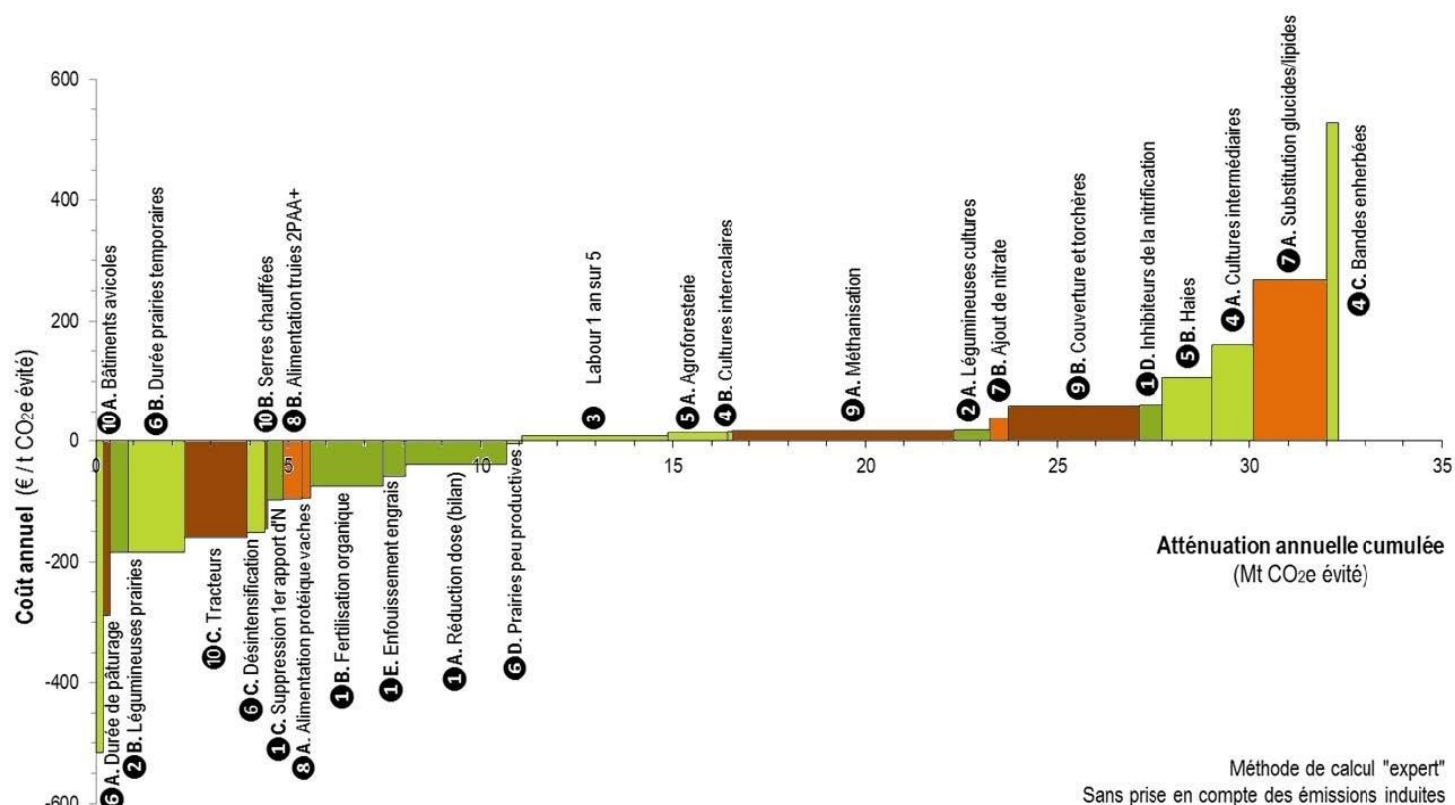 600
400
200
0
-200
-400
-600
Coût annuel (€ / t CO2e évité)
0
5
10
15
20
25
30
35
10 A. Bâtiments avicoles
6 B. Durée prairies temporaires
10 B. Serres chauffées
8 B. Alimentation truies 2PAA+
3 Labour 1 an sur 5
5 A. Agroforesterie
4 B. Cultures intercalaires
9 A. Méthanisation
2 A. Légumineuses cultures
7 B. Ajout de nitrate
9 B. Couverture et torchères
1 D. Inhibiteurs de la nitrification
5 B. Haies
4 A. Cultures intermédiaires
7 A. Substitution glucides/lipides
4 C. Bandes enherbées
6 A. Durée de pâturage
2 B. Légumineuses prairies
10 C. Tracteurs
6 C. Désintensification
1 C. Suppression 1er apport d'N
8 A. Alimentation protéique vaches
1 B. Fertilisation organique
1 E. Enfouissement engrais
1 A. Réduction dose (bilan)
6 D. Prairies peu productives
Atténuation annuelle cumulée
(Mt CO2e évité)
Méthode de calcul "expert"
Sans prise en compte des émissions induites